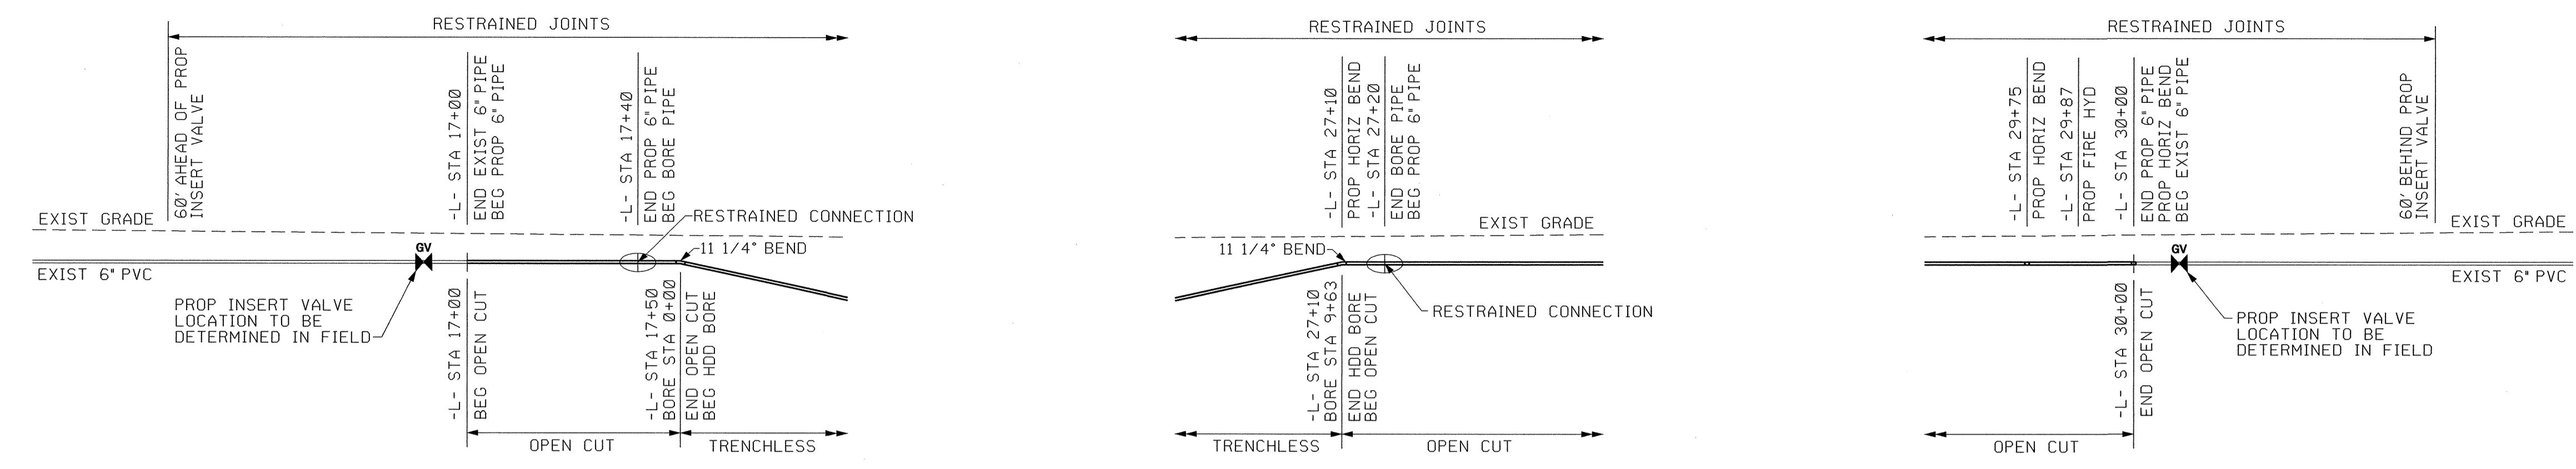 RESTRAINED JOINTS
60' AHEAD OF PROP
INSERT VALVE
-L- STA 17+00
END EXIST 6" PIPE
BEG PROP 6" PIPE
-L- STA 17+40
END PROP 6" PIPE
BEG BORE PIPE
EXIST GRADE
RESTRAINED CONNECTION
GV
11 1/4° BEND
EXIST 6" PVC
PROP INSERT VALVE
LOCATION TO BE
DETERMINED IN FIELD
-L- STA 17+00
BEG OPEN CUT
-L- STA 17+50
BORE STA 0+00
END OPEN CUT
BEG HDD BORE
OPEN CUT
TRENCHLESS
RESTRAINED JOINTS
-L- STA 27+10
PROP HORIZ BEND
-L- STA 27+20
END BORE PIPE
BEG PROP 6" PIPE
EXIST GRADE
11 1/4° BEND
RESTRAINED CONNECTION
-L- STA 27+10
BORE STA 9+63
END HDD BORE
BEG OPEN CUT
TRENCHLESS
OPEN CUT
RESTRAINED JOINTS
-L- STA 29+75
PROP HORIZ BEND
-L- STA 29+87
PROP FIRE HYD
-L- STA 30+00
END PROP 6" PIPE
PROP HORIZ BEND
BEG EXIST 6" PIPE
60' BEHIND PROP
INSERT VALVE
EXIST GRADE
GV
EXIST 6" PVC
PROP INSERT VALVE
LOCATION TO BE
DETERMINED IN FIELD
-L- STA 30+00
END OPEN CUT
OPEN CUT